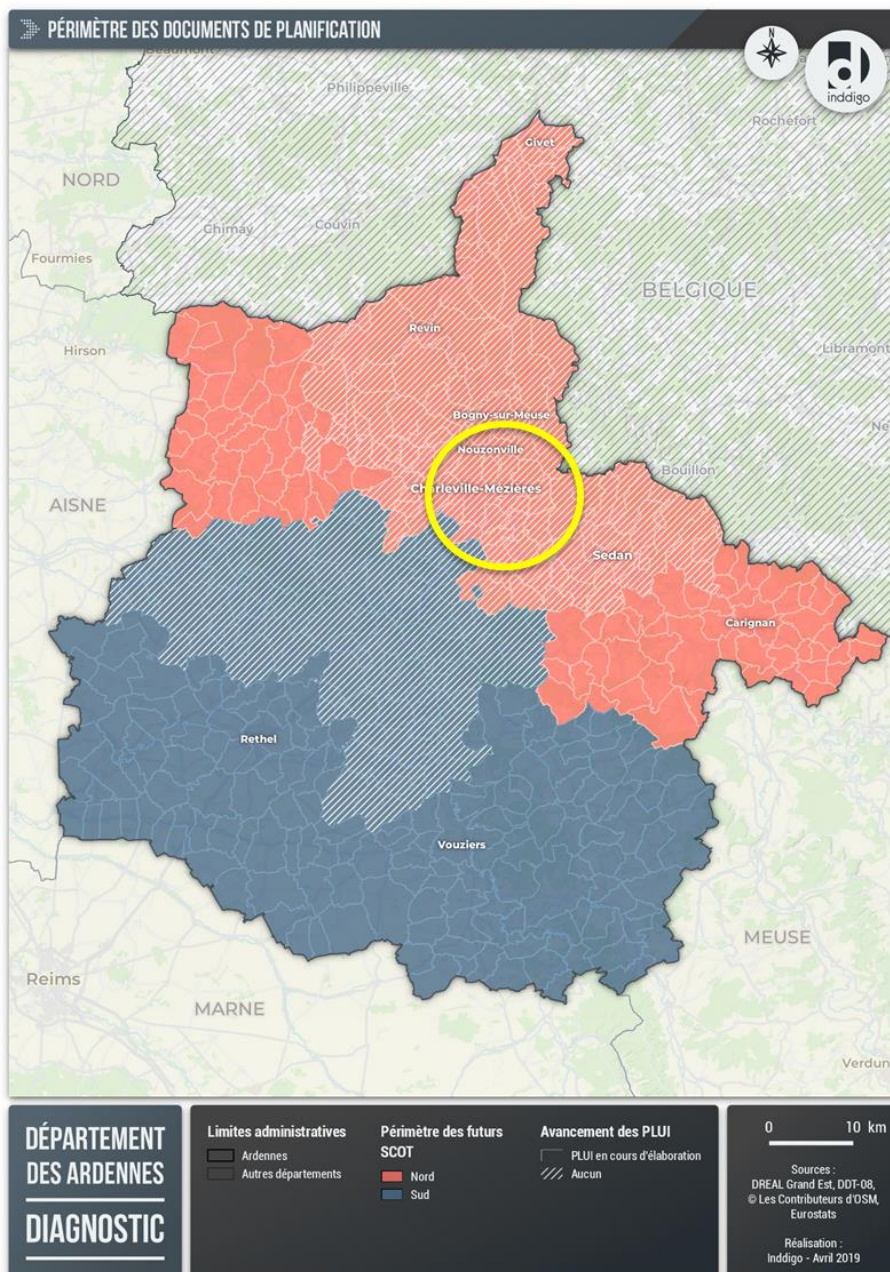 PÉRIMÈTRE DES DOCUMENTS DE PLANIFICATION
N
inddigo
Beaumont
Philippeville
Rochefort
Givet
NORD
Chimay
Couvin
Fourmies
BELGIQUE
Revin
Hirson
Libramont
Bogny-sur-Meuse
Nouzonville
Charleville-Mézières
Bouillon
AISNE
Sedan
Carignan
Rethel
Vouziers
MEUSE
Reims
MARNE
Verdun
DÉPARTEMENT
DES ARDENNES
DIAGNOSTIC
Limites administratives
Ardennes
Autres départements
Périmètre des futurs
SCOT
Nord
Sud
Avancement des PLUI
PLUI en cours d'élaboration
Aucun
0 10 km
Sources :
DREAL Grand Est, DDT-08,
© Les Contributeurs d'OSM,
Eurostats
Réalisation :
Inddigo - Avril 2019